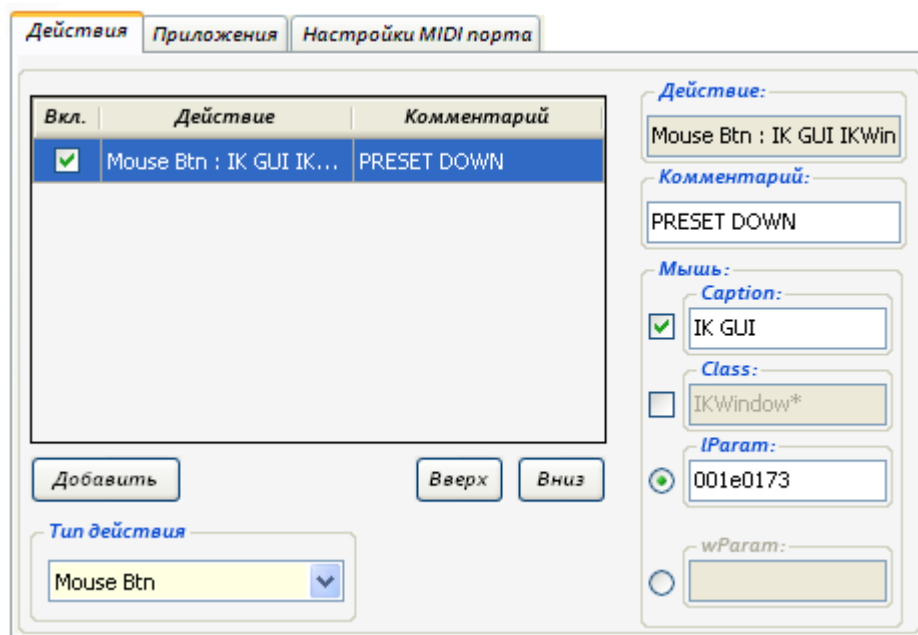 Действия Приложения Настройки MIDI порта
Вкл. Действие Комментарий
Mouse Btn : IK GUI IK... PRESET DOWN
Добавить Вверх Вниз
Тип действия
Mouse Btn
Действие:
Mouse Btn : IK GUI IKWin
Комментарий:
PRESET DOWN
Мышь:
Caption:
IK GUI
Class:
IKWindow*
lParam:
001e0173
wParam: